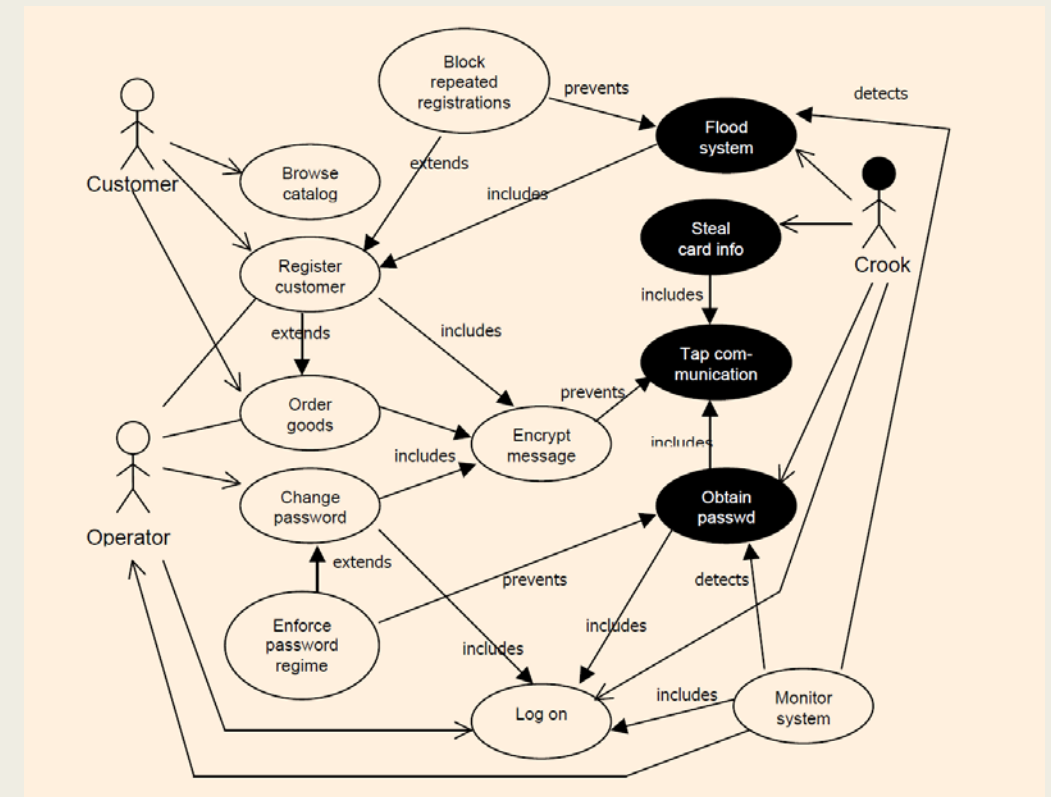 Block
repeated
registrations
prevents
detects
Flood
system
Customer
Browse
catalog
extends
includes
Steal
card info
Crook
Register
customer
includes
extends
includes
Tap com-
munication
prevents
Order
goods
Encrypt
message
includes
includes
Operator
Change
password
Obtain
passwd
extends
prevents
detects
Enforce
password
regime
includes
includes
Log on
includes
Monitor
system